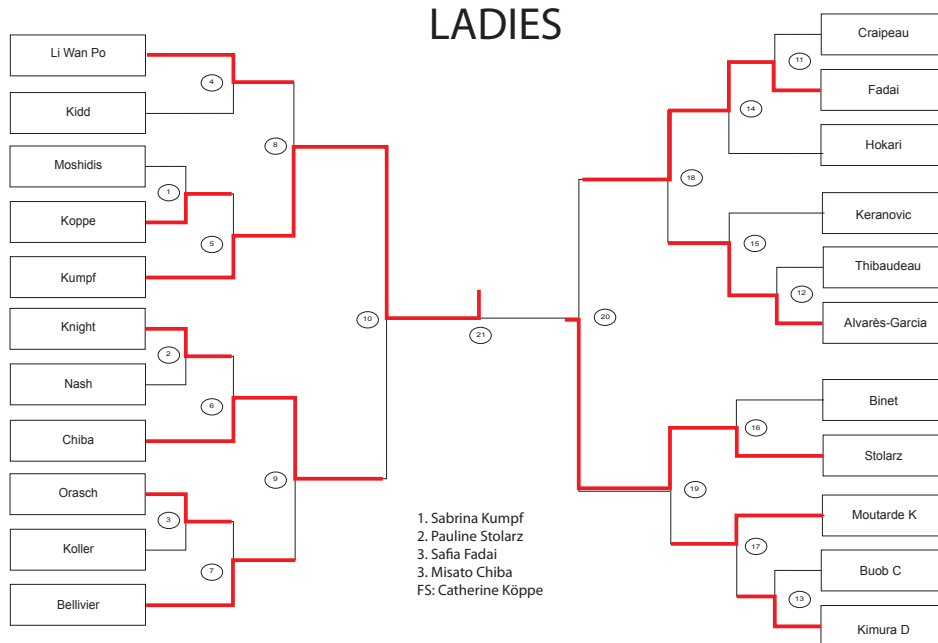 LADIES
Li Wan Po
4
Kidd
8
Moshidis
1
Koppe
5
Kumpf
10
Knight
2
Nash
6
Chiba
9
Orasch
3
Koller
7
Bellivier
21
Craipeau
11
Fadai
14
Hokari
18
Keranovic
15
Thibaudeau
12
Alvarès-Garcia
20
Binet
16
Stolarz
19
Moutarde K
17
Buob C
13
Kimura D
1. Sabrina Kumpf
2. Pauline Stolarz
3. Safia Fadai
3. Misato Chiba
FS: Catherine Köppe